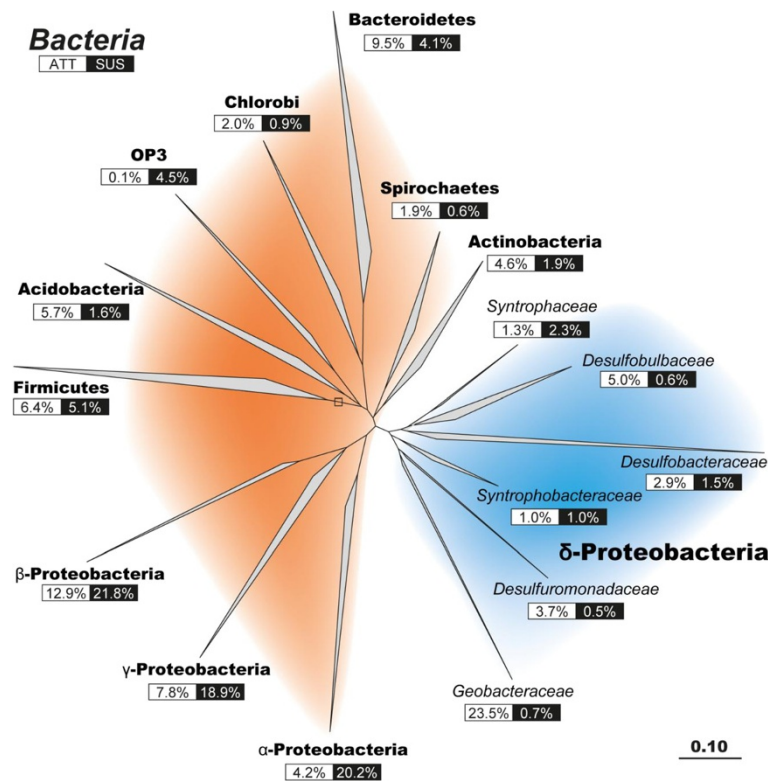 Bacteria
ATT SUS
Bacteroidetes
9.5% 4.1%
Chlorobi
2.0% 0.9%
OP3
0.1% 4.5%
Spirochaetes
1.9% 0.6%
Actinobacteria
4.6% 1.9%
Acidobacteria
5.7% 1.6%
Syntrophaceae
1.3% 2.3%
Desulfobulbaceae
5.0% 0.6%
Firmicutes
6.4% 5.1%
Desulfobacteraceae
2.9% 1.5%
Syntrophobacteraceae
1.0% 1.0%
δ-Proteobacteria
β-Proteobacteria
12.9% 21.8%
Desulfuromonadaceae
3.7% 0.5%
γ-Proteobacteria
7.8% 18.9%
Geobacteraceae
23.5% 0.7%
α-Proteobacteria
4.2% 20.2%
0.10